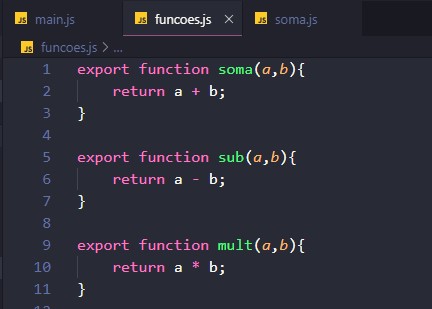 JS main.js JS funcoes.js × JS soma.js
JS funcoes.js > ...
1 export function soma(a,b){
2 return a + b;
3 }
4
5 export function sub(a,b){
6 return a - b;
7 }
8
9 export function mult(a,b){
10 return a * b;
11 }